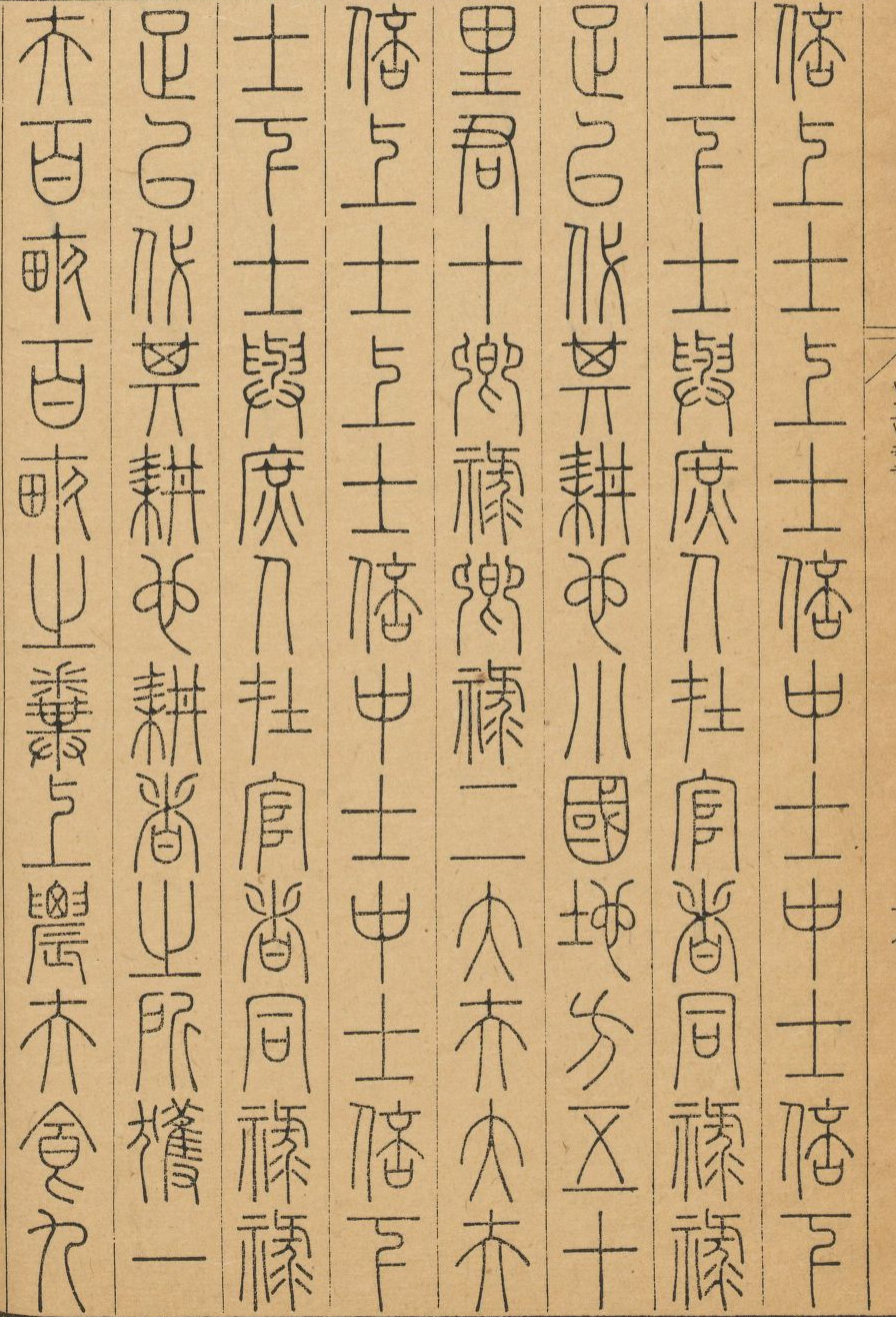 倍上士上士倍中士中士倍下
士下士與庶人在官者同祿祿
足以代其耕也小國地方五十
里君十卿祿卿祿二大夫大夫
倍上士上士倍中士中士倍下
士下士與庶人在官者同祿祿
足以代其耕也耕者之所獲一
夫百畝百畝之糞上農夫食九